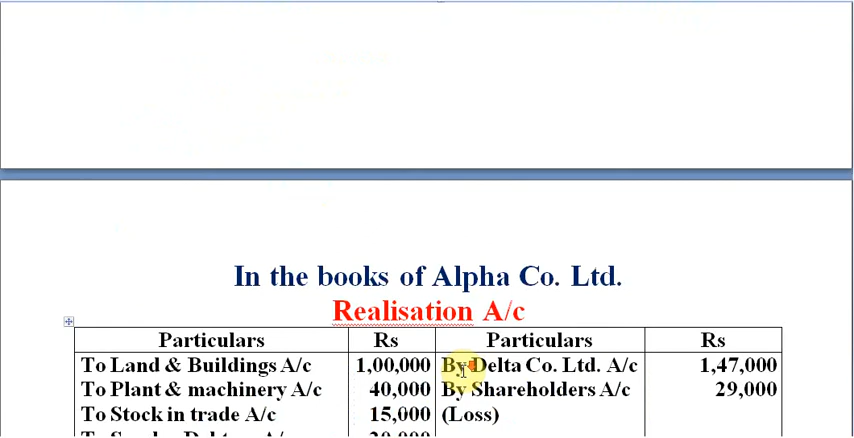 In the books of Alpha Co. Ltd.
Realisation A/c
Particulars Rs Particulars Rs
To Land & Buildings A/c 1,00,000 By Delta Co. Ltd. A/c 1,47,000
To Plant & machinery A/c 40,000 By Shareholders A/c 29,000
To Stock in trade A/c 15,000 (Loss)